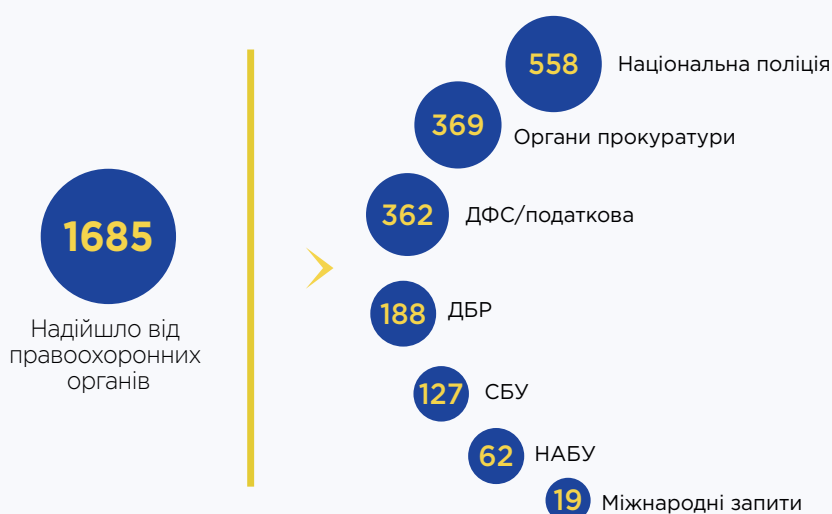 1685
Надійшло від
правоохоронних
органів
558 Національна поліція
369 Органи прокуратури
362 ДФС/податкова
188 ДБР
127 СБУ
62 НАБУ
19 Міжнародні запити